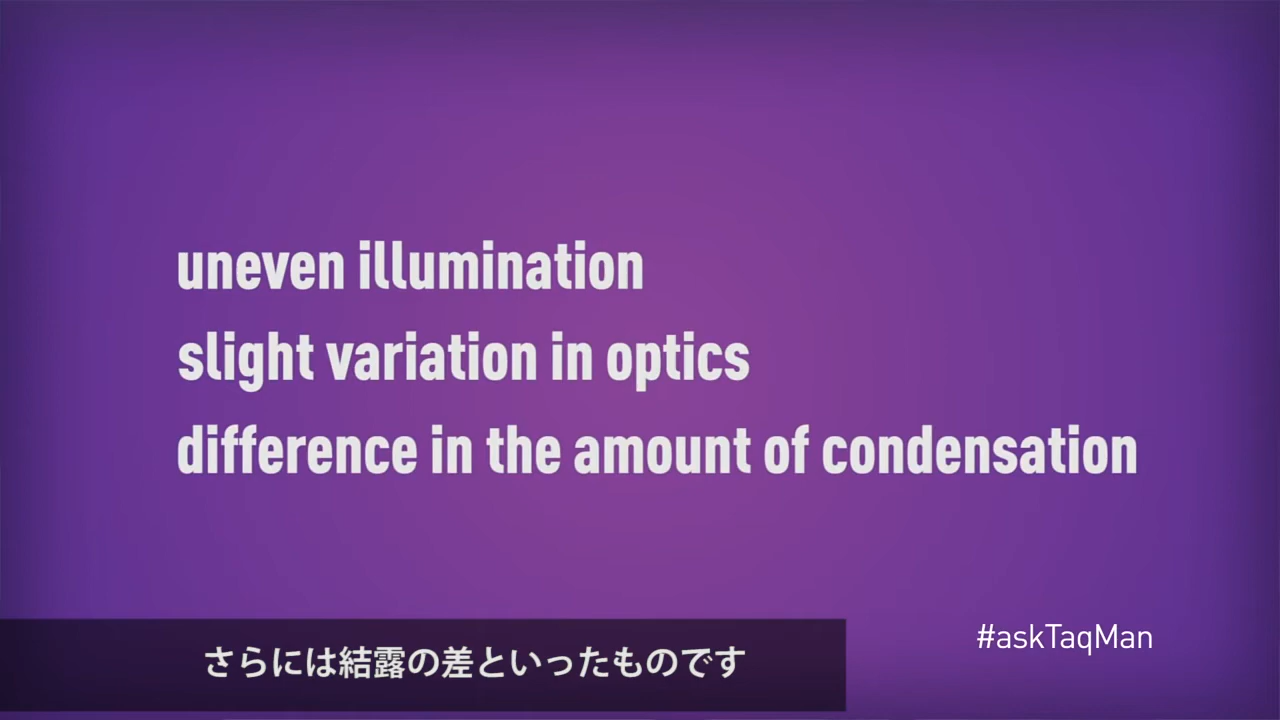 uneven illumination
slight variation in optics
difference in the amount of condensation
#askTaqMan
さらには結露の差といったものです